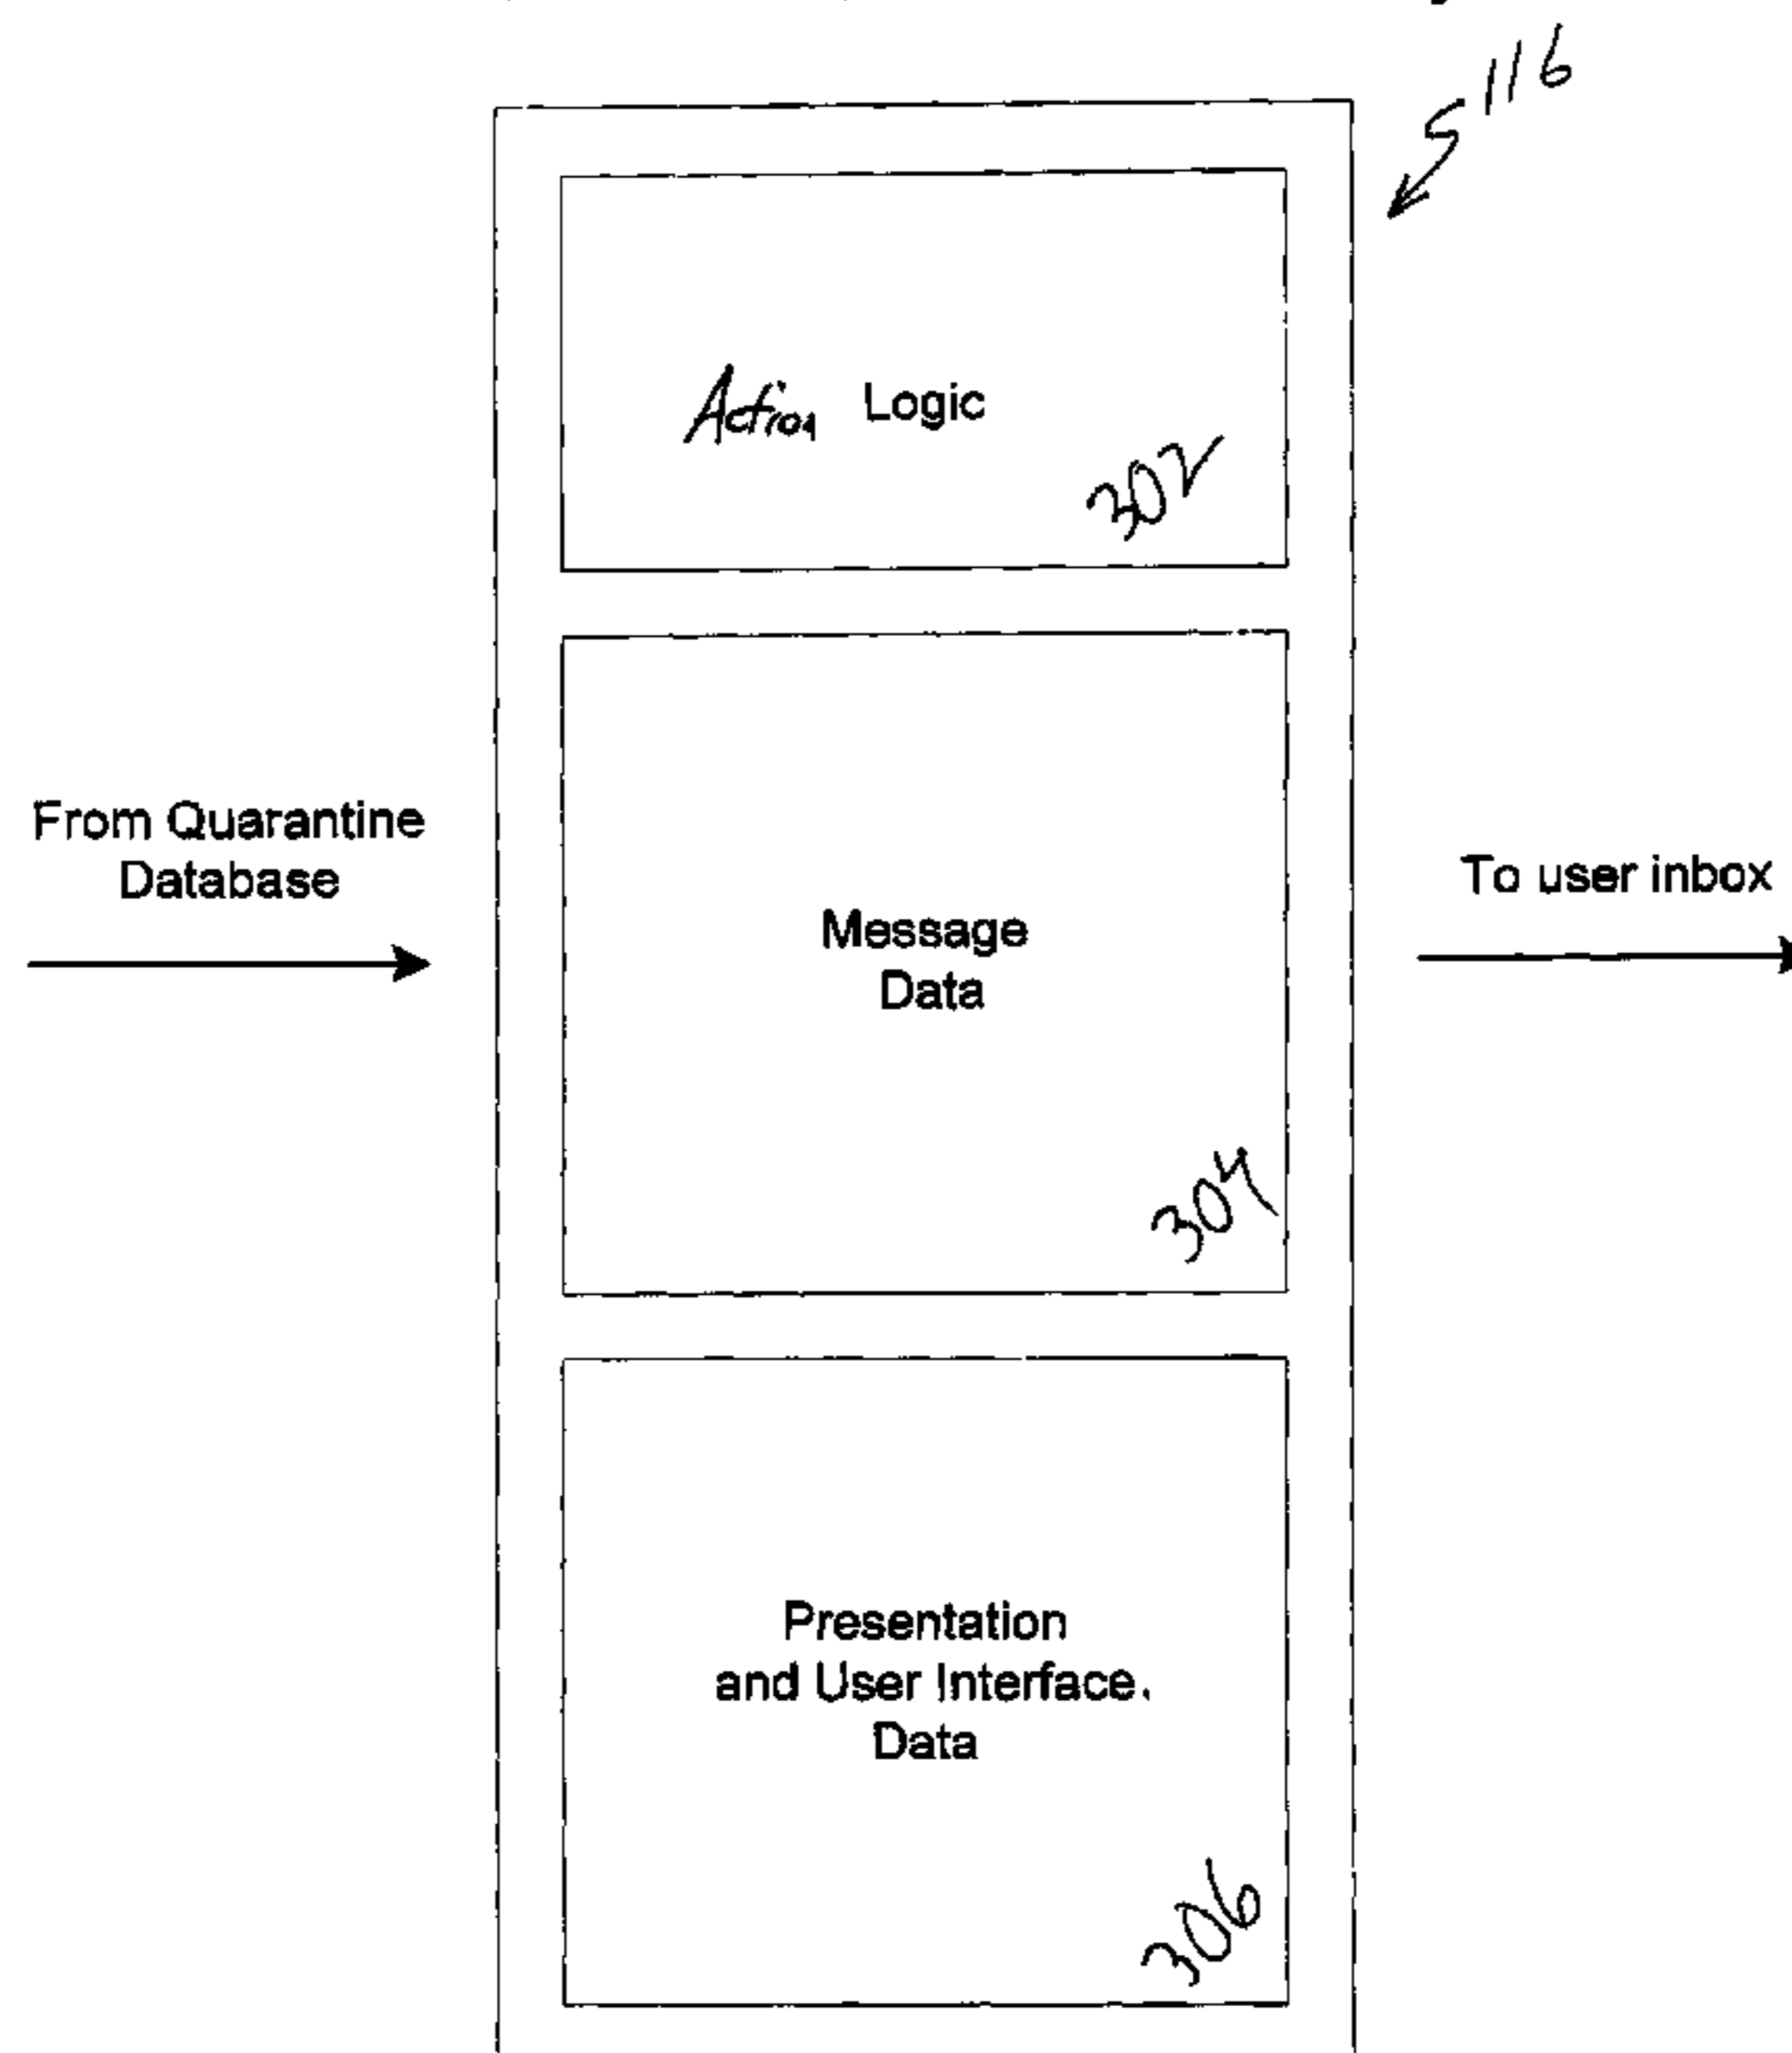 116
Action Logic
302
From Quarantine
Database
To user inbox
Message
Data
304
Presentation
and User Interface.
Data
306